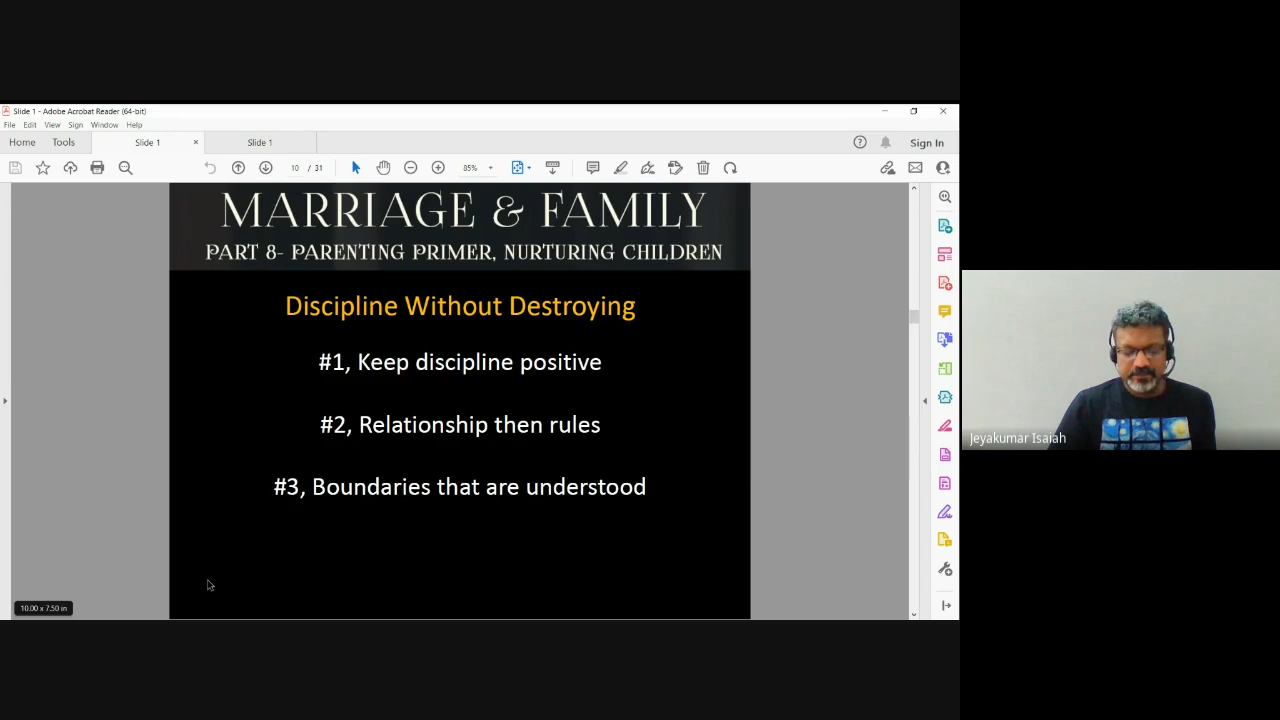 Slide 1 - Adobe Acrobat Reader (64-bit)
File Edit View Sign Window Help
Home Tools Slide 1 Slide 1 Sign In
10 / 31 85%
MARRIAGE & FAMILY
PART 8- PARENTING PRIMER, NURTURING CHILDREN
Discipline Without Destroying
#1, Keep discipline positive
#2, Relationship then rules
#3, Boundaries that are understood
10.00 x 7.50 in
Jeyakumar Isaiah